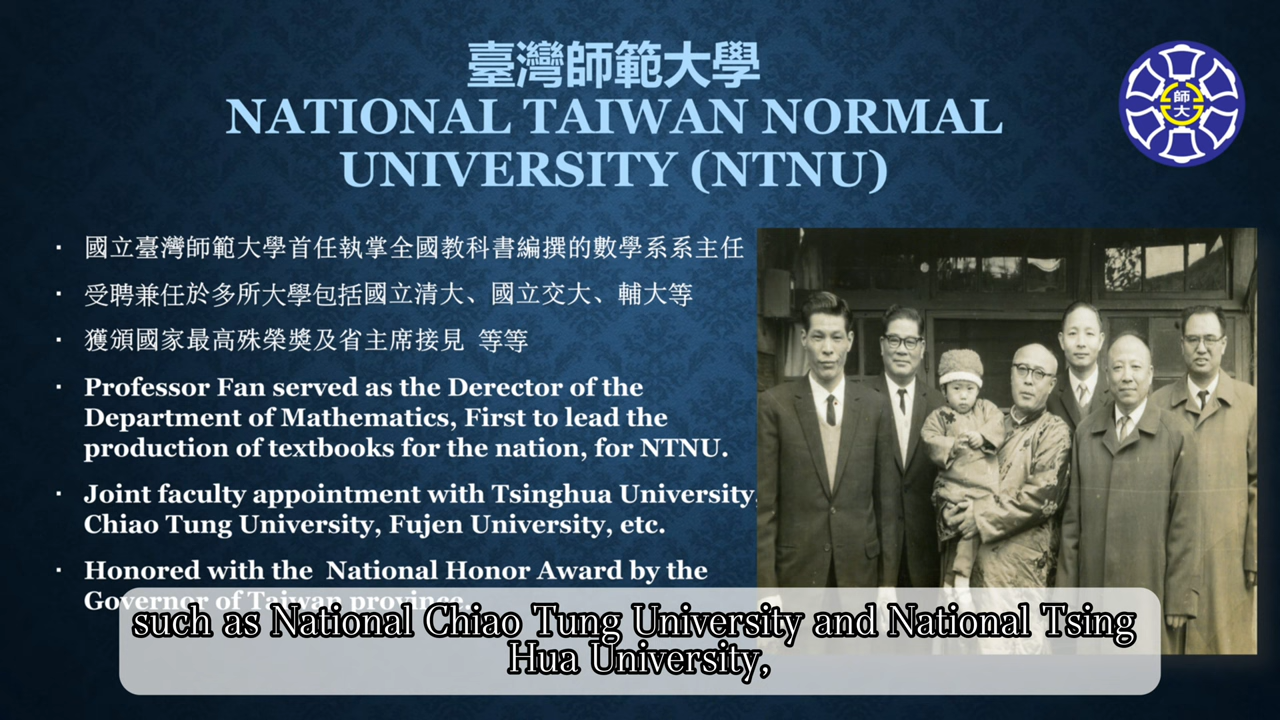 臺灣師範大學
NATIONAL TAIWAN NORMAL
UNIVERSITY (NTNU)
師
大
· 國立臺灣師範大學首任執掌全國教科書編撰的數學系系主任
· 受聘兼任於多所大學包括國立清大、國立交大、輔大等
· 獲頒國家最高殊榮獎及省主席接見 等等
· Professor Fan served as the Derector of the
Department of Mathematics, First to lead the
production of textbooks for the nation, for NTNU.
· Joint faculty appointment with Tsinghua University,
Chiao Tung University, Fujen University, etc.
· Honored with the National Honor Award by the
Governor of Taiwan province.
such as National Chiao Tung University and National Tsing
Hua University,